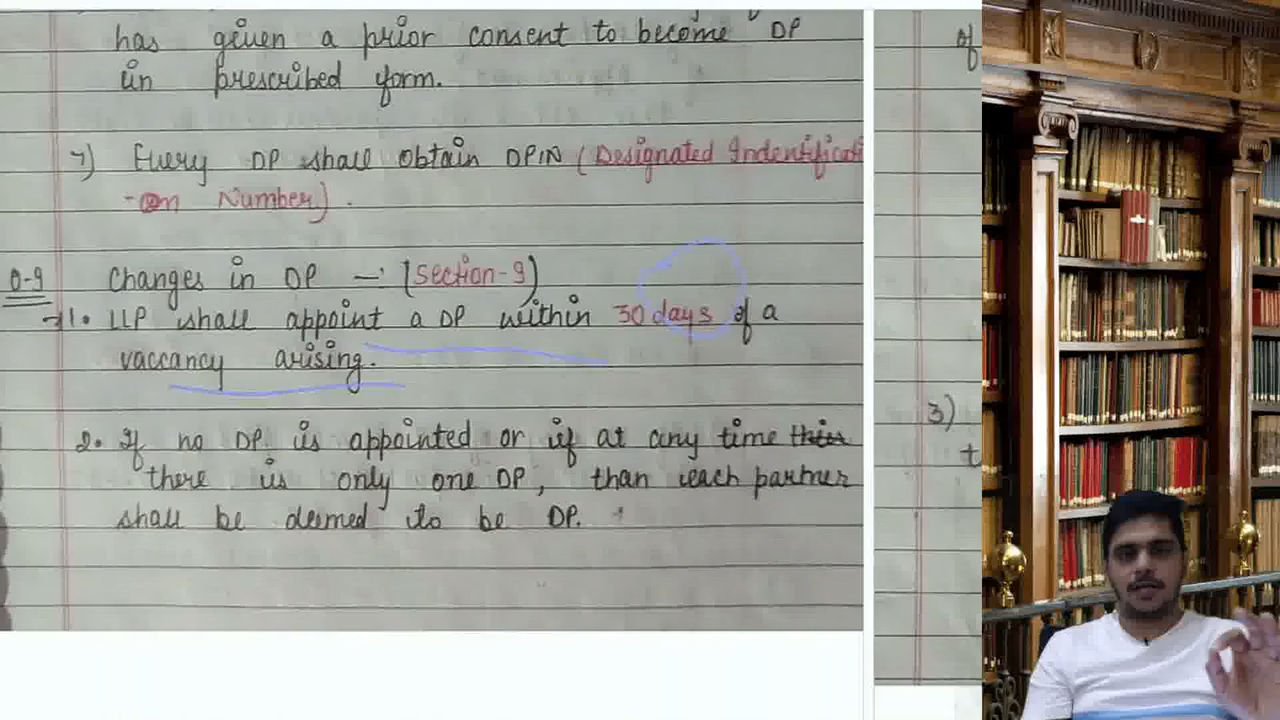 has given a prior consent to become DP
in prescribed form.
7) Every DP shall obtain DPIN (Designated Indentificati
-on Number).
Q-9 Changes in DP — [Section-9)
→1. LLP shall appoint a DP within 30 days of a
vaccancy arising.
2. If no DP. is appointed or if at any time
there is only one DP, than each partner
shall be deemed to be DP.
of
3)
t